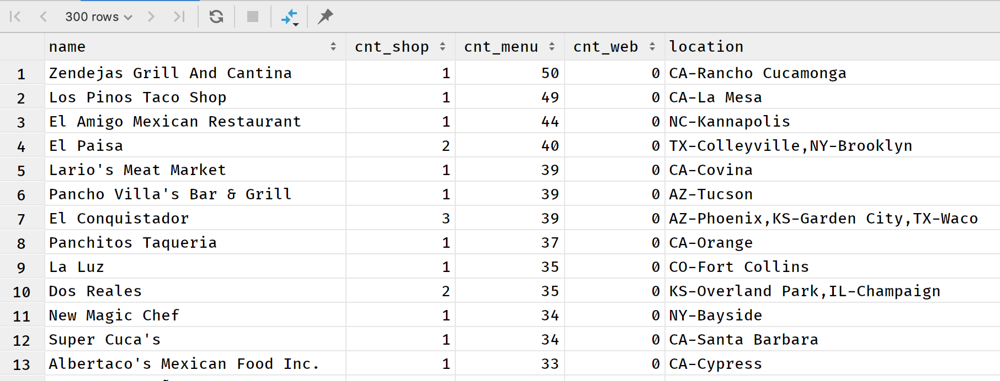 300 rows
name cnt_shop cnt_menu cnt_web location
1 Zendejas Grill And Cantina 1 50 0 CA-Rancho Cucamonga
2 Los Pinos Taco Shop 1 49 0 CA-La Mesa
3 El Amigo Mexican Restaurant 1 44 0 NC-Kannapolis
4 El Paisa 2 40 0 TX-Colleyville,NY-Brooklyn
5 Lario's Meat Market 1 39 0 CA-Covina
6 Pancho Villa's Bar & Grill 1 39 0 AZ-Tucson
7 El Conquistador 3 39 0 AZ-Phoenix,KS-Garden City,TX-Waco
8 Panchitos Taqueria 1 37 0 CA-Orange
9 La Luz 1 35 0 CO-Fort Collins
10 Dos Reales 2 35 0 KS-Overland Park,IL-Champaign
11 New Magic Chef 1 34 0 NY-Bayside
12 Super Cuca's 1 34 0 CA-Santa Barbara
13 Albertaco's Mexican Food Inc. 1 33 0 CA-Cypress